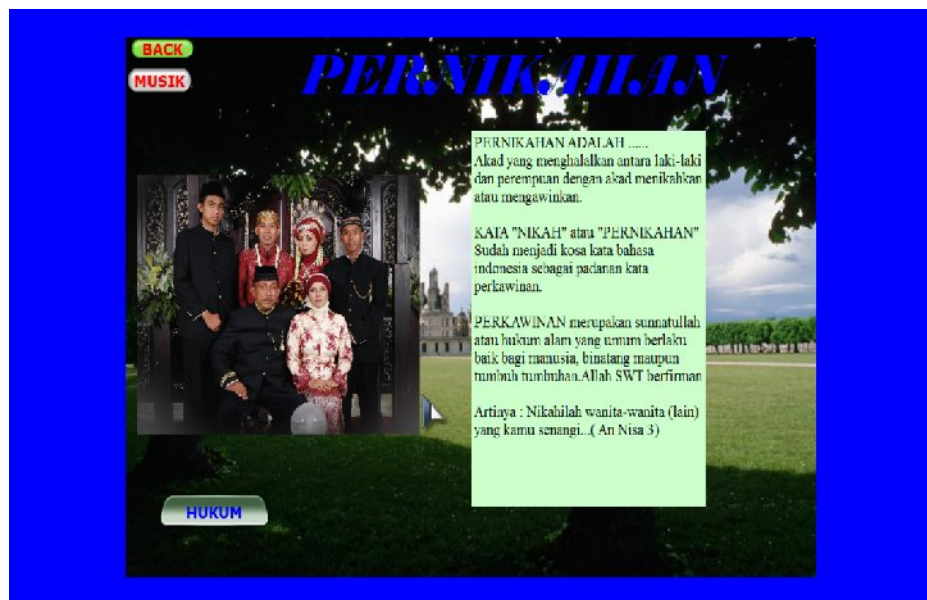 BACK
MUSIK
PERNIKAHAN
PERNIKAHAN ADALAH ......
Akad yang menghalalkan antara laki-laki
dan perempuan dengan akad menikahkan
atau mengawinkan.
KATA "NIKAH" atau "PERNIKAHAN"
Sudah menjadi kosa kata bahasa
indonesia sebagai padanan kata
perkawinan.
PERKAWINAN merupakan sunnatullah
atau hukum alam yang umum berlaku
baik bagi manusia, binatang maupun
tumbuh tumbuhan.Allah SWT berfirman
Artinya : Nikahilah wanita-wanita (lain)
yang kamu senangi...( An Nisa 3)
HUKUM